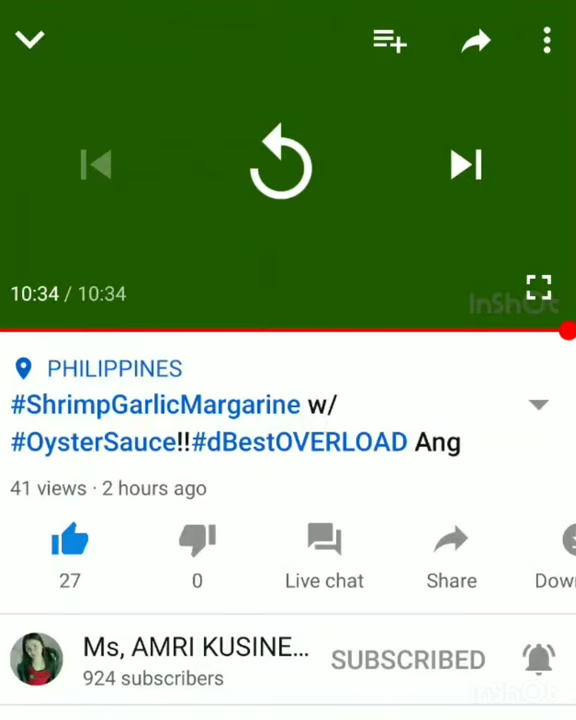 10:34 / 10:34
InShOt
PHILIPPINES
#ShrimpGarlicMargarine w/
#OysterSauce!!#dBestOVERLOAD Ang
41 views · 2 hours ago
27
0
Live chat
Share
Dow
Ms, AMRI KUSINE...
SUBSCRIBED
924 subscribers
InShOt